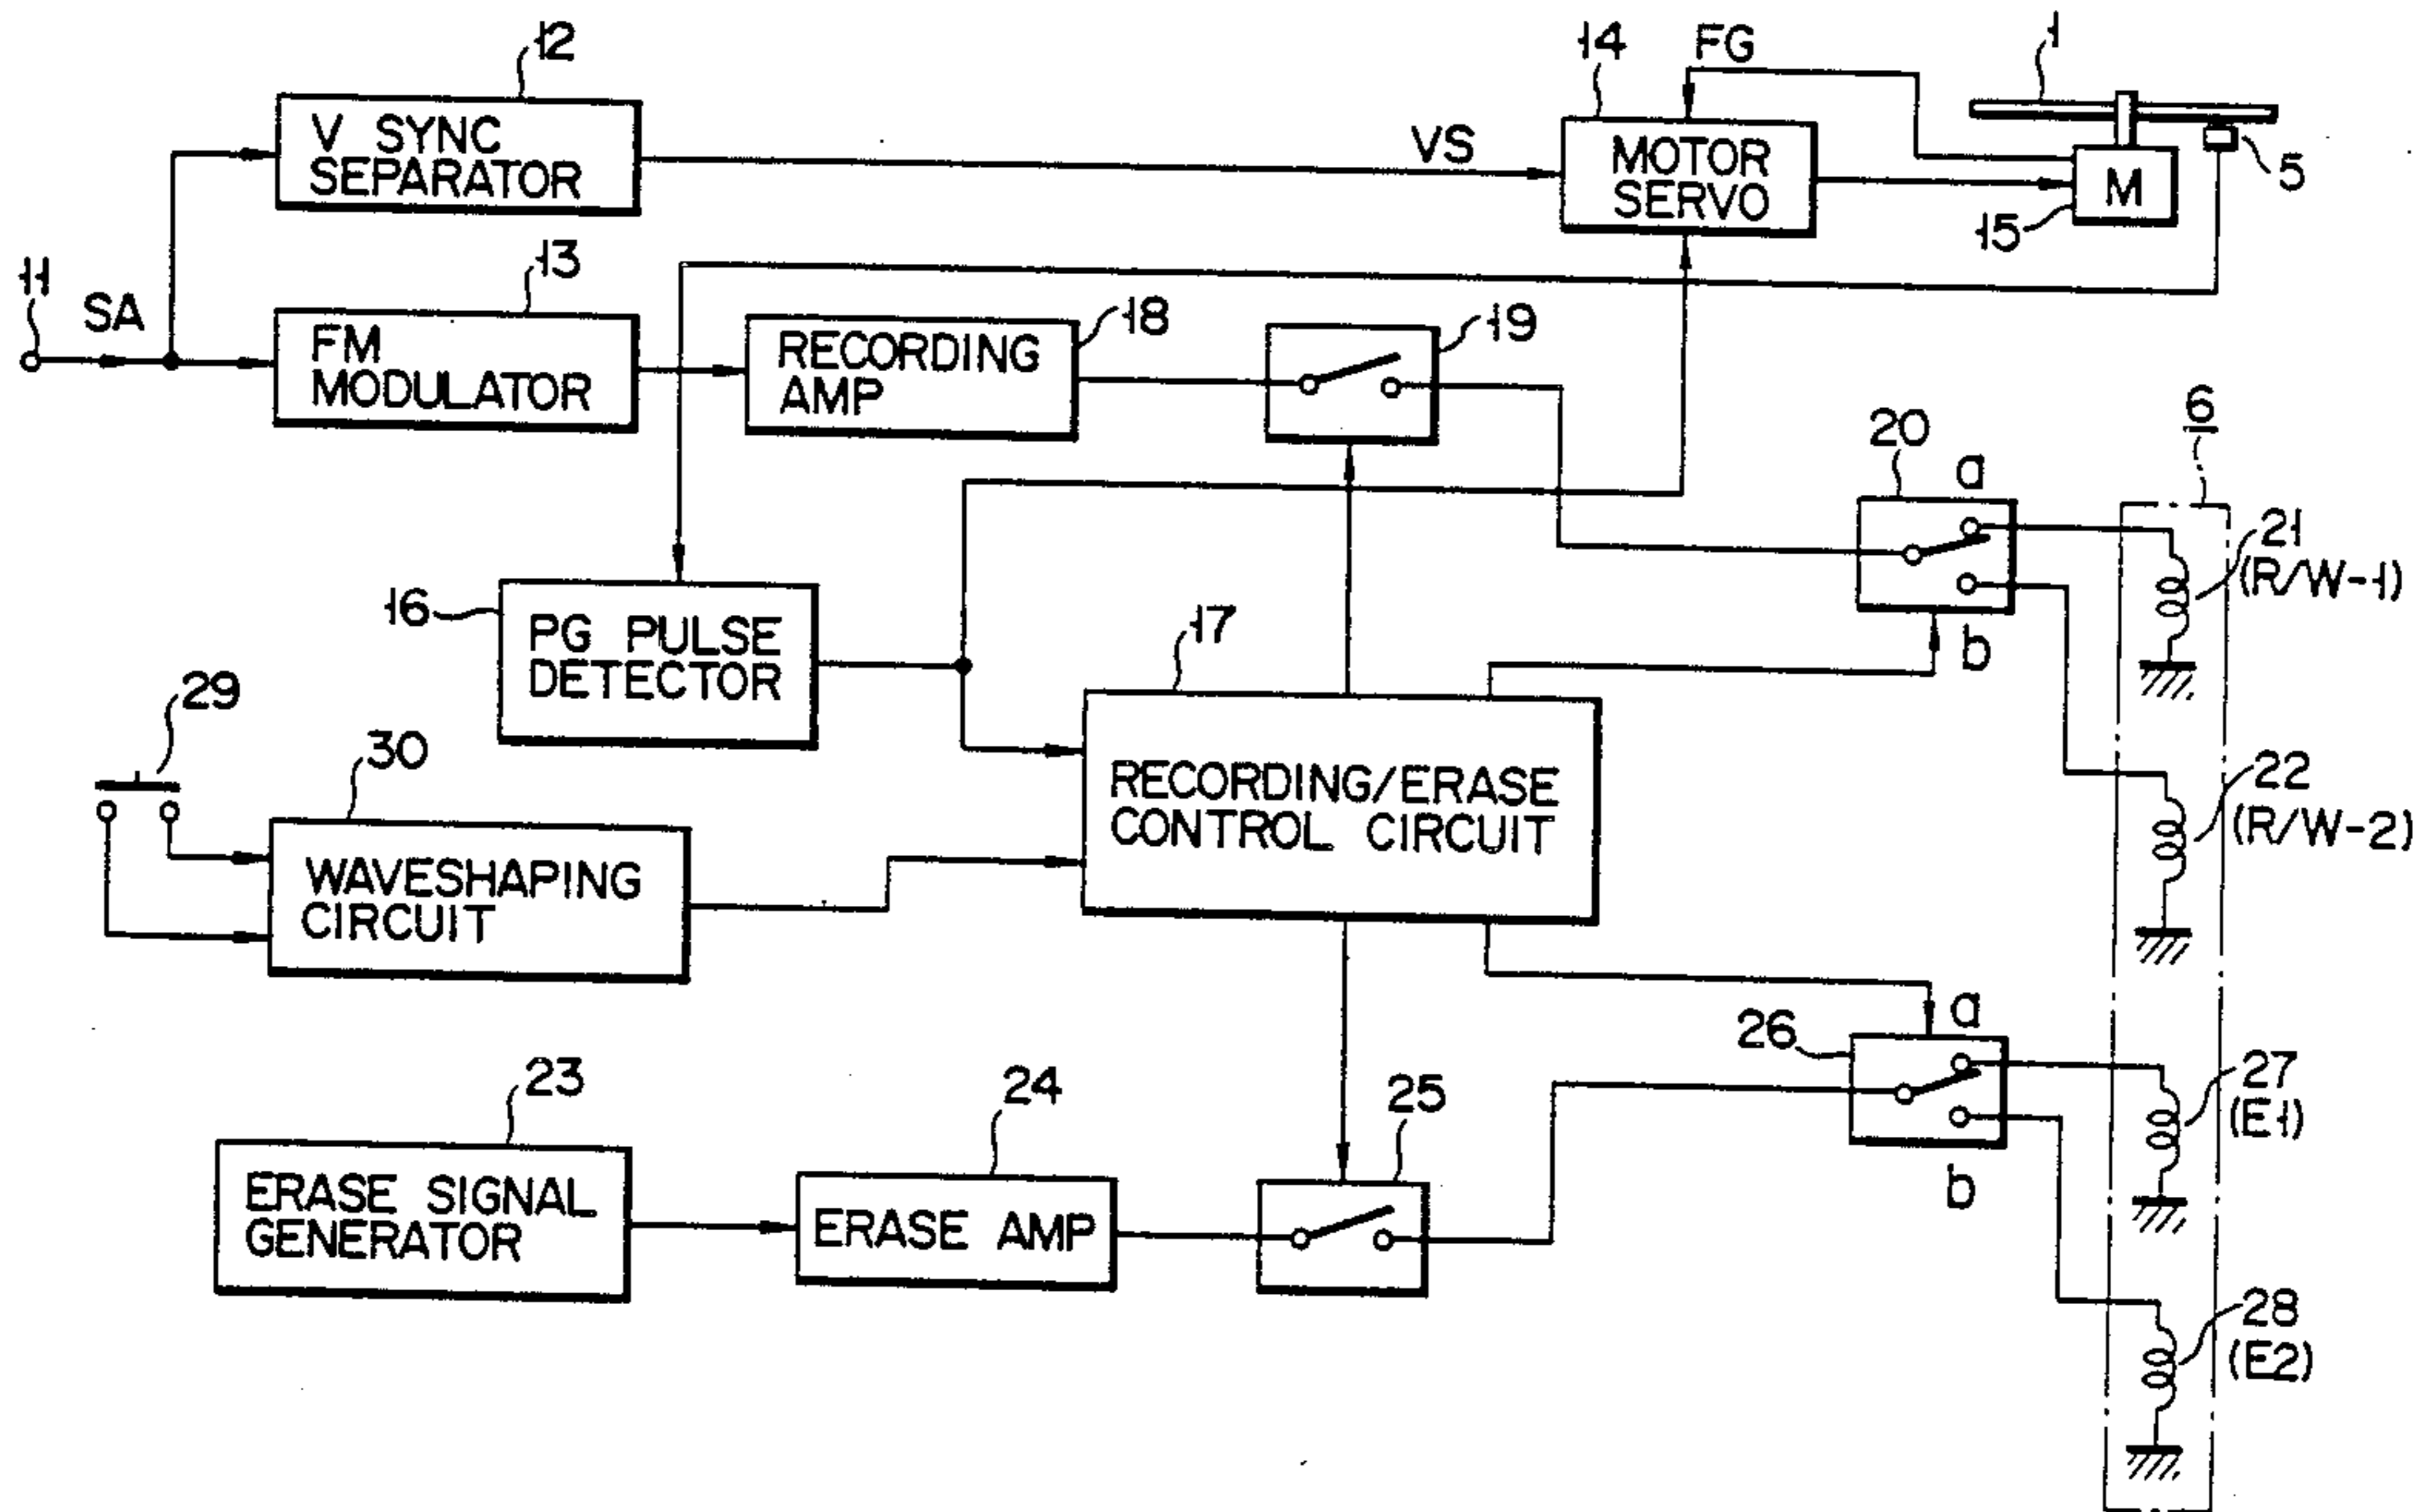 12
14
FG
1
V SYNC
SEPARATOR
VS
MOTOR
SERVO
M
5
15
11
SA
13
FM
MODULATOR
RECORDING
AMP
18
19
6
20
a
b
21
(R/W-1)
16
PG PULSE
DETECTOR
17
29
30
22
(R/W-2)
RECORDING/ERASE
CONTROL CIRCUIT
WAVESHAPING
CIRCUIT
26
a
b
27
(E1)
23
24
25
ERASE SIGNAL
GENERATOR
ERASE AMP
28
(E2)